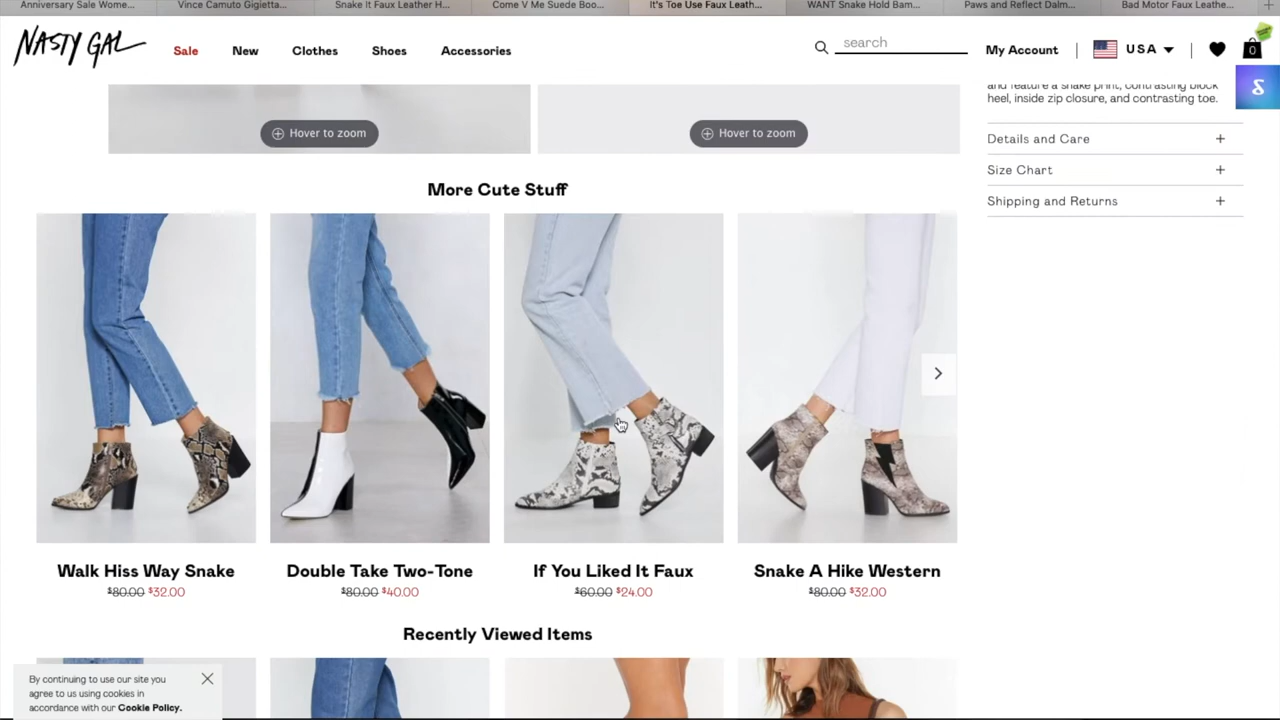 Anniversary Sale Wome...
Vince Camuto Gigietta...
Snake It Faux Leather H...
Come V Me Suede Boo...
It's Toe Use Faux Leath...
WANT Snake Hold Bam...
Paws and Reflect Dalm...
Bad Motor Faux Leathe...
NASTY GAL
Sale
New
Clothes
Shoes
Accessories
search
My Account
USA
0
and feature a snake print, contrasting block
heel, inside zip closure, and contrasting toe.
Hover to zoom
Hover to zoom
Details and Care
Size Chart
Shipping and Returns
More Cute Stuff
Walk Hiss Way Snake
$80.00 $32.00
Double Take Two-Tone
$80.00 $40.00
If You Liked It Faux
$60.00 $24.00
Snake A Hike Western
$80.00 $32.00
Recently Viewed Items
By continuing to use our site you
agree to us using cookies in
accordance with our Cookie Policy.